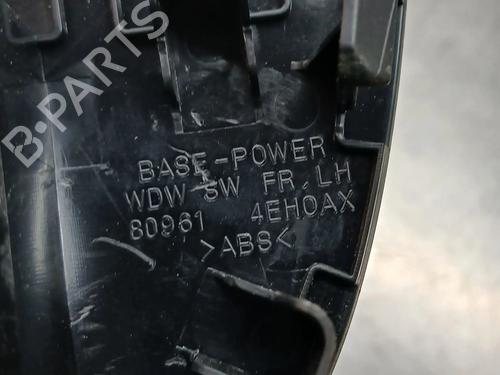 B-PARTS
BASE-POWER
WDW SW FR, LH
80961 4EH0AX
>ABS<